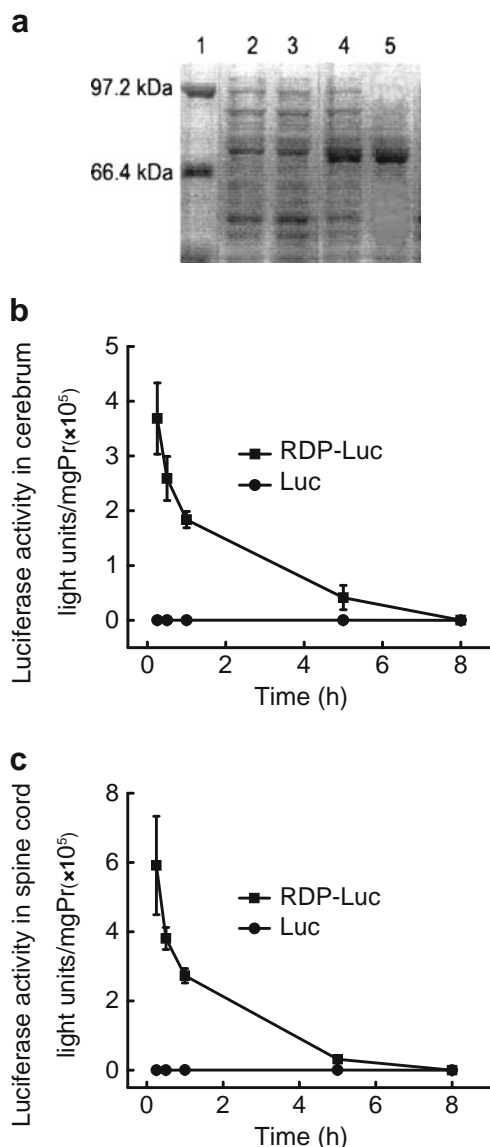 a
1 2 3 4 5
97.2 kDa
66.4 kDa
b
Luciferase activity in cerebrum
light units/mgPr(×10⁵)
5
4
3
2
1
0
RDP-Luc
Luc
0 2 4 6 8
Time (h)
c
Luciferase activity in spine cord
light units/mgPr(×10⁵)
8
6
4
2
0
RDP-Luc
Luc
0 2 4 6 8
Time (h)